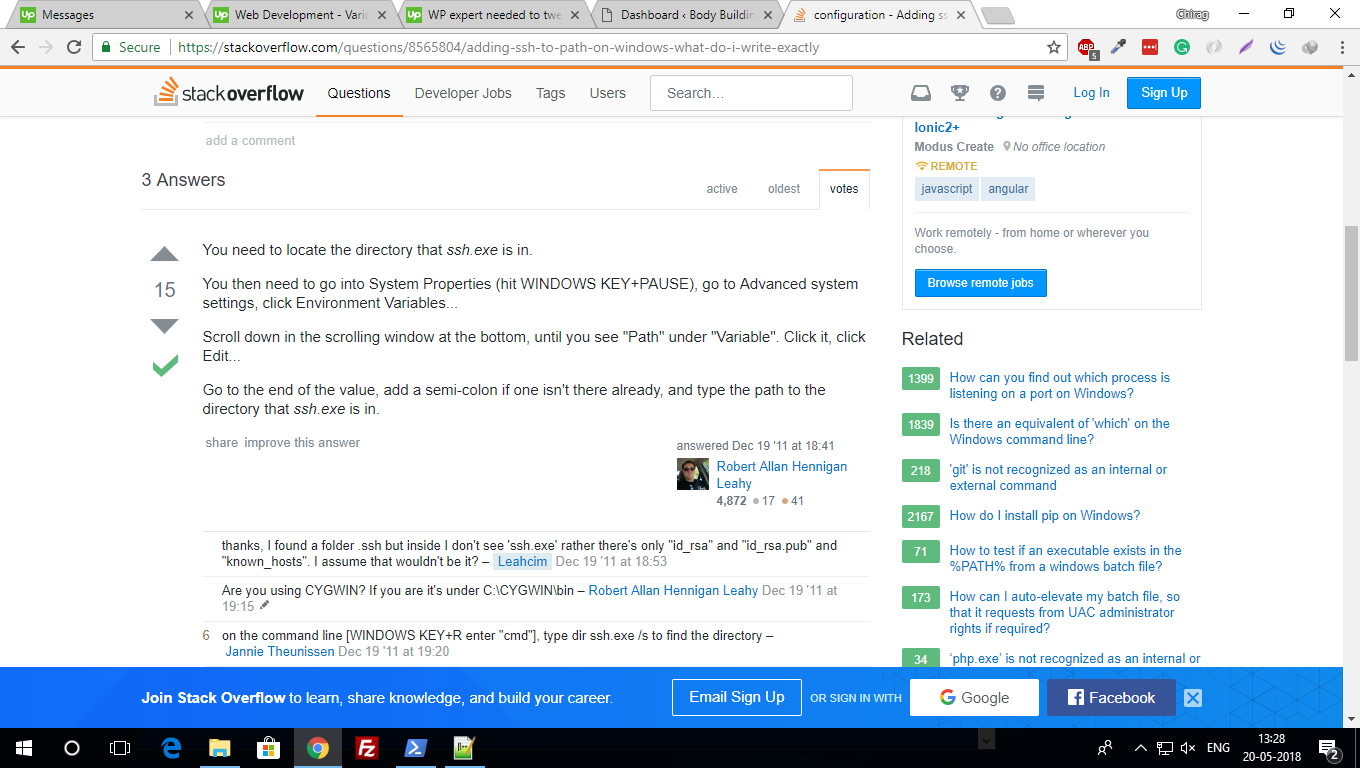 Messages
Web Development - Vario
WP expert needed to twe
Dashboard ‹ Body Buildin
configuration - Adding ss
Chirag
Secure
https://stackoverflow.com/questions/8565804/adding-ssh-to-path-on-windows-what-do-i-write-exactly
ABP
5
stackoverflow
Questions
Developer Jobs
Tags
Users
Search...
Log In
Sign Up
add a comment
3 Answers
active
oldest
votes
15
You need to locate the directory that ssh.exe is in.
You then need to go into System Properties (hit WINDOWS KEY+PAUSE), go to Advanced system
settings, click Environment Variables...
Scroll down in the scrolling window at the bottom, until you see "Path" under "Variable". Click it, click
Edit...
Go to the end of the value, add a semi-colon if one isn't there already, and type the path to the
directory that ssh.exe is in.
share improve this answer
answered Dec 19 '11 at 18:41
Robert Allan Hennigan
Leahy
4,872 17 41
thanks, I found a folder .ssh but inside I don't see 'ssh.exe' rather there's only "id_rsa" and "id_rsa.pub" and
"known_hosts". I assume that wouldn't be it? – Leahcim Dec 19 '11 at 18:53
Are you using CYGWIN? If you are it's under C:\CYGWIN\bin – Robert Allan Hennigan Leahy Dec 19 '11 at
19:15
6 on the command line [WINDOWS KEY+R enter "cmd"], type dir ssh.exe /s to find the directory –
Jannie Theunissen Dec 19 '11 at 19:20
Ionic2+
Modus Create No office location
REMOTE
javascript angular
Work remotely - from home or wherever you
choose.
Browse remote jobs
Related
1399 How can you find out which process is
listening on a port on Windows?
1839 Is there an equivalent of 'which' on the
Windows command line?
218 'git' is not recognized as an internal or
external command
2167 How do I install pip on Windows?
71 How to test if an executable exists in the
%PATH% from a windows batch file?
173 How can I auto-elevate my batch file, so
that it requests from UAC administrator
rights if required?
34 'php.exe' is not recognized as an internal or
Join Stack Overflow to learn, share knowledge, and build your career.
Email Sign Up
OR SIGN IN WITH
Google
Facebook
ENG
13:28
20-05-2018
2